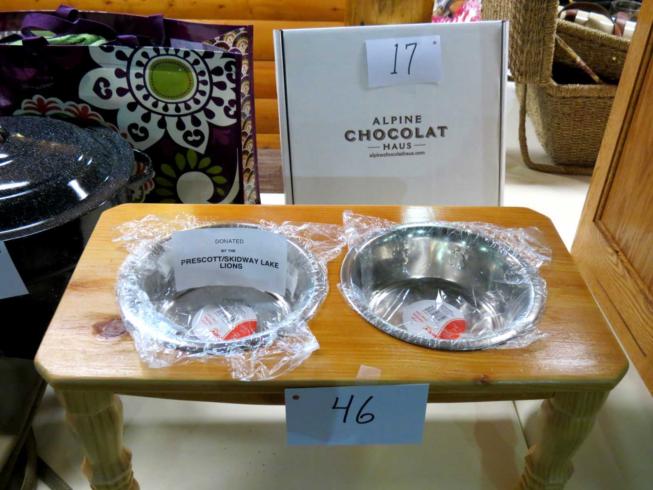 17
ALPINE
CHOCOLAT
HAUS
alpinechocolathaus.com
DONATED
BY THE
PRESCOTT/SKIDWAY LAKE
LIONS
46